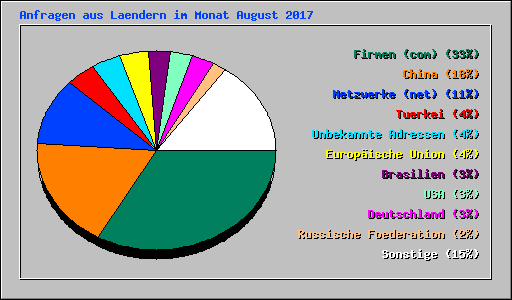 Anfragen aus Laendern im Monat August 2017
Firmen (com) (33%)
China (18%)
Netzwerke (net) (11%)
Tuerkei (4%)
Unbekannte Adressen (4%)
Europäische Union (4%)
Brasilien (3%)
USA (3%)
Deutschland (3%)
Russische Foederation (2%)
Sonstige (15%)